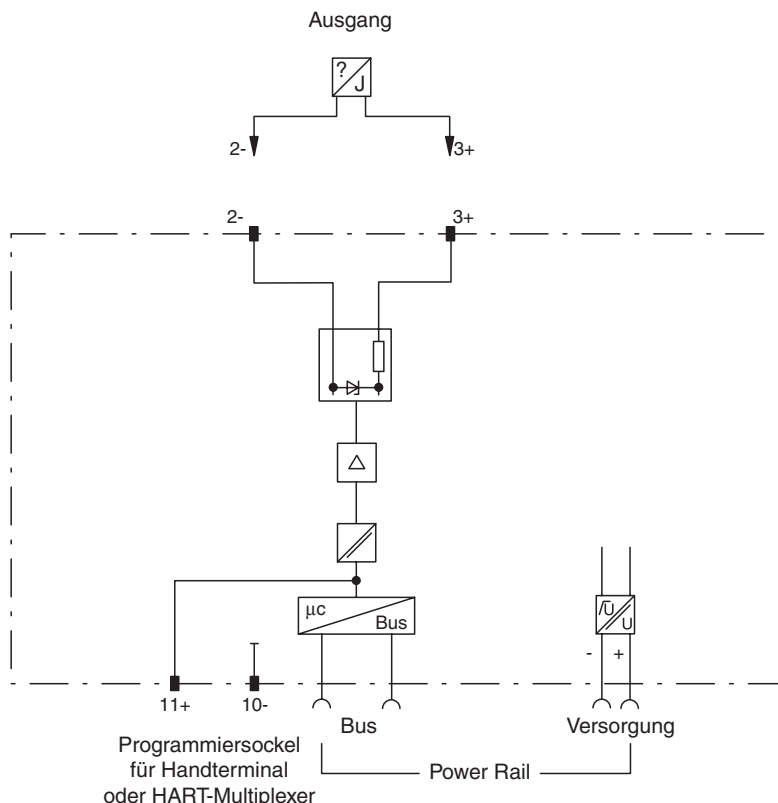 Ausgang
?
J
2-
3+
2-
3+
µc
Bus
/Ū
U
-
+
11+
10-
Bus
Versorgung
Programmiersockel
für Handterminal
oder HART-Multiplexer
Power Rail